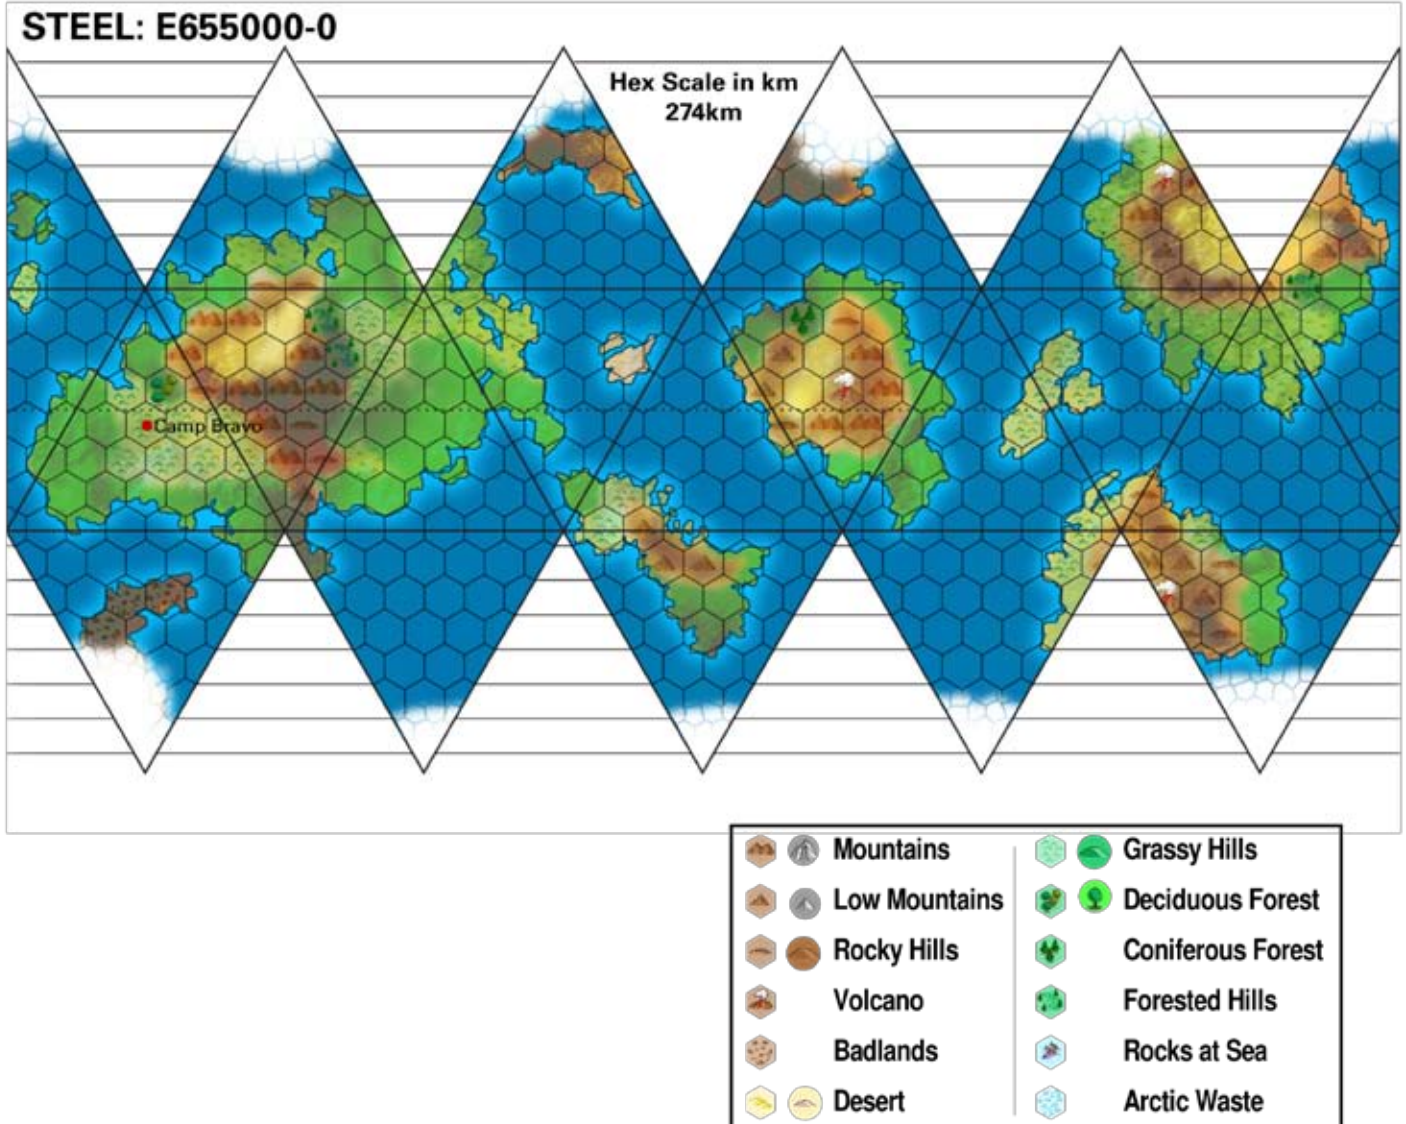 STEEL: E655000-0
Hex Scale in km
274km
Camp Bravo
Mountains
Low Mountains
Rocky Hills
Volcano
Badlands
Desert
Grassy Hills
Deciduous Forest
Coniferous Forest
Forested Hills
Rocks at Sea
Arctic Waste